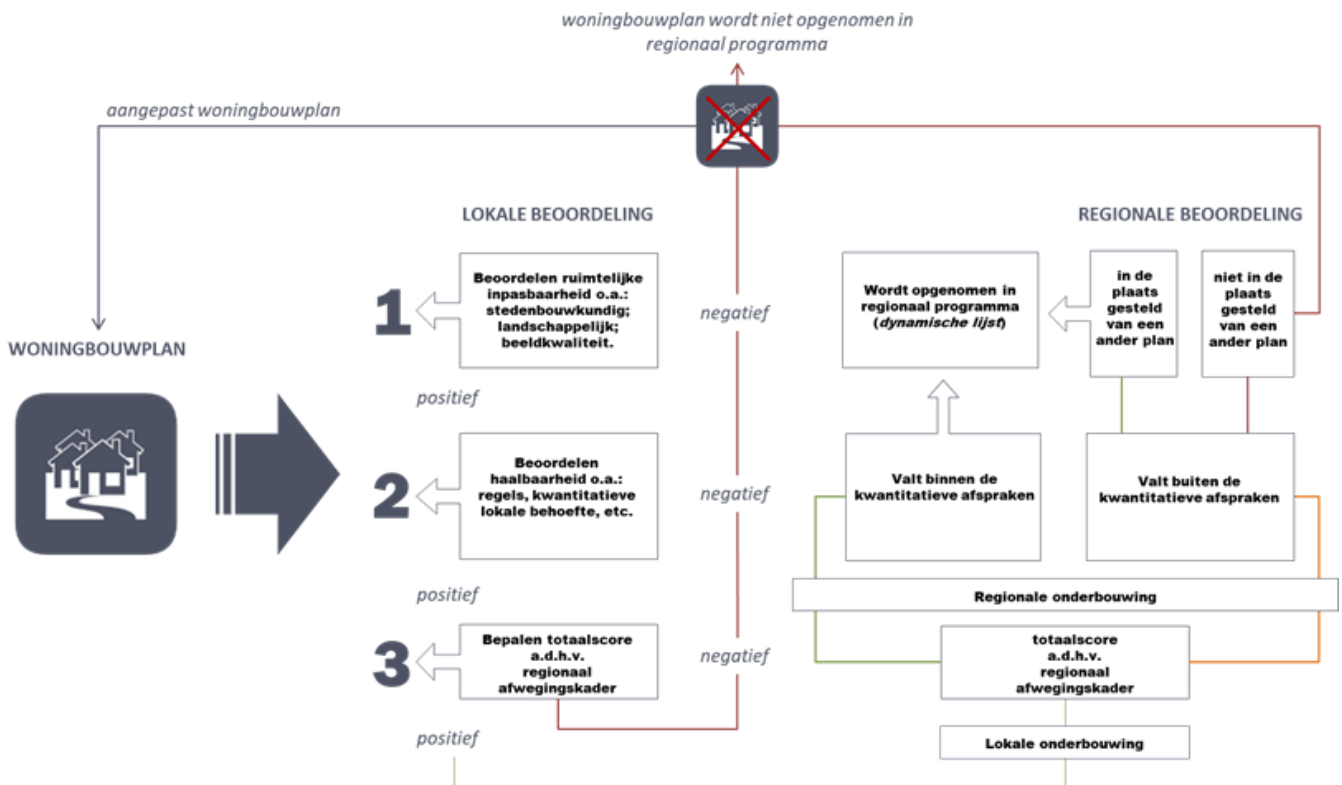 woningbouwplan wordt niet opgenomen in
regionaal programma
aangepast woningbouwplan
WONINGBOUWPLAN
LOKALE BEOORDELING
1
Beoordelen ruimtelijke
inpasbaarheid o.a.:
stedenbouwkundig;
landschappelijk;
beeldkwaliteit.
negatief
positief
2
Beoordelen
haalbaarheid o.a.:
regels, kwantitatieve
lokale behoefte, etc.
negatief
positief
3
Bepalen totaalscore
a.d.h.v.
regionaal
afwegingskader
negatief
positief
REGIONALE BEOORDELING
Wordt opgenomen in
regionaal programma
(dynamische lijst)
in de
plaats
gesteld
van een
ander plan
niet in de
plaats
gesteld
van een
ander plan
Valt binnen de
kwantitatieve afspraken
Valt buiten de
kwantitatieve afspraken
Regionale onderbouwing
totaalscore
a.d.h.v.
regionaal
afwegingskader
Lokale onderbouwing